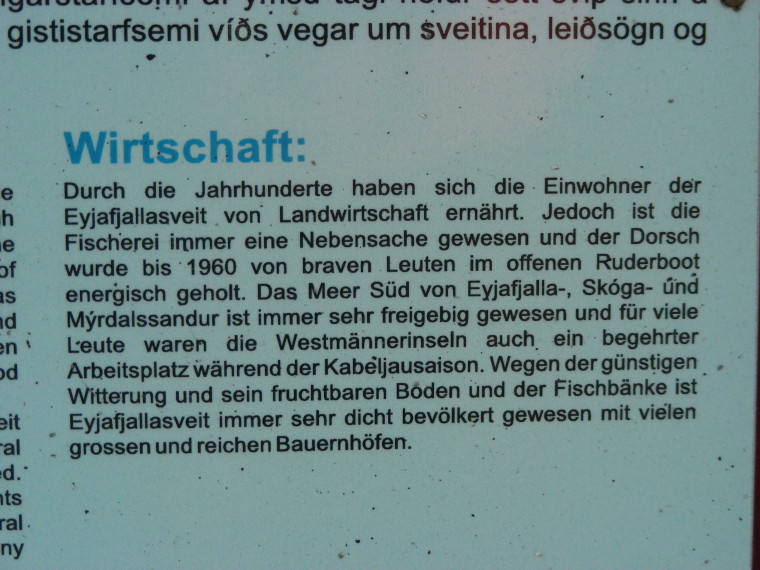 gististarfsemi víðs vegar um sveitina, leiðsögn og
Wirtschaft:
Durch die Jahrhunderte haben sich die Einwohner der
Eyjafjallasveit von Landwirtschaft ernährt. Jedoch ist die
Fischerei immer eine Nebensache gewesen und der Dorsch
wurde bis 1960 von braven Leuten im offenen Ruderboot
energisch geholt. Das Meer Süd von Eyjafjalla-, Skóga- und
Mýrdalssandur ist immer sehr freigebig gewesen und für viele
Leute waren die Westmännerinseln auch ein begehrter
Arbeitsplatz während der Kabeljausaison. Wegen der günstigen
Witterung und sein fruchtbaren Boden und der Fischbänke ist
Eyjafjallasveit immer sehr dicht bevölkert gewesen mit vielen
grossen und reichen Bauernhöfen.